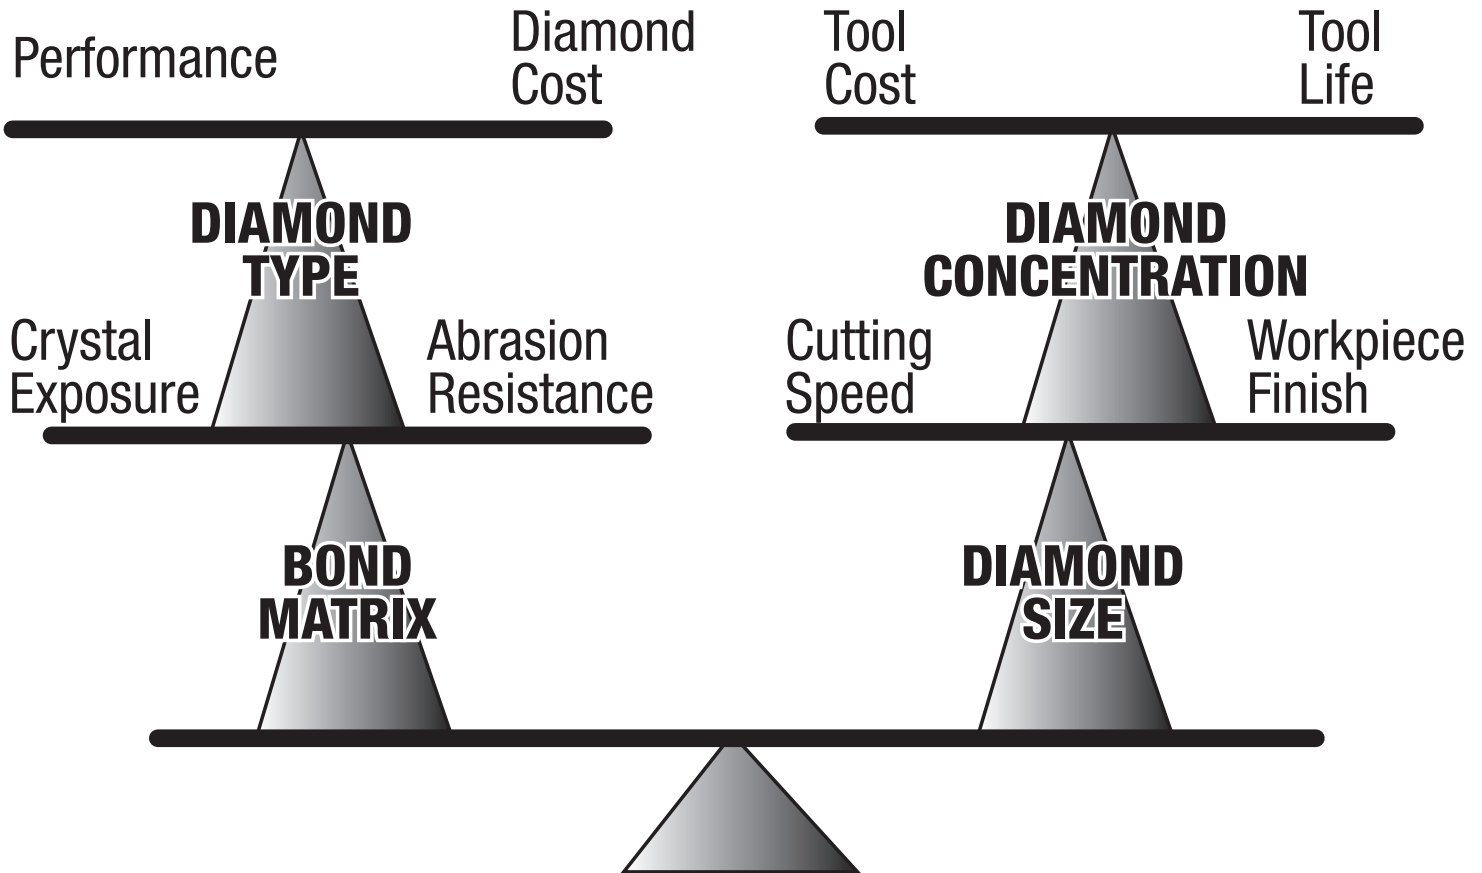 Performance
Diamond
Cost
Tool
Cost
Tool
Life
DIAMOND
TYPE
DIAMOND
CONCENTRATION
Crystal
Exposure
Abrasion
Resistance
Cutting
Speed
Workpiece
Finish
BOND
MATRIX
DIAMOND
SIZE